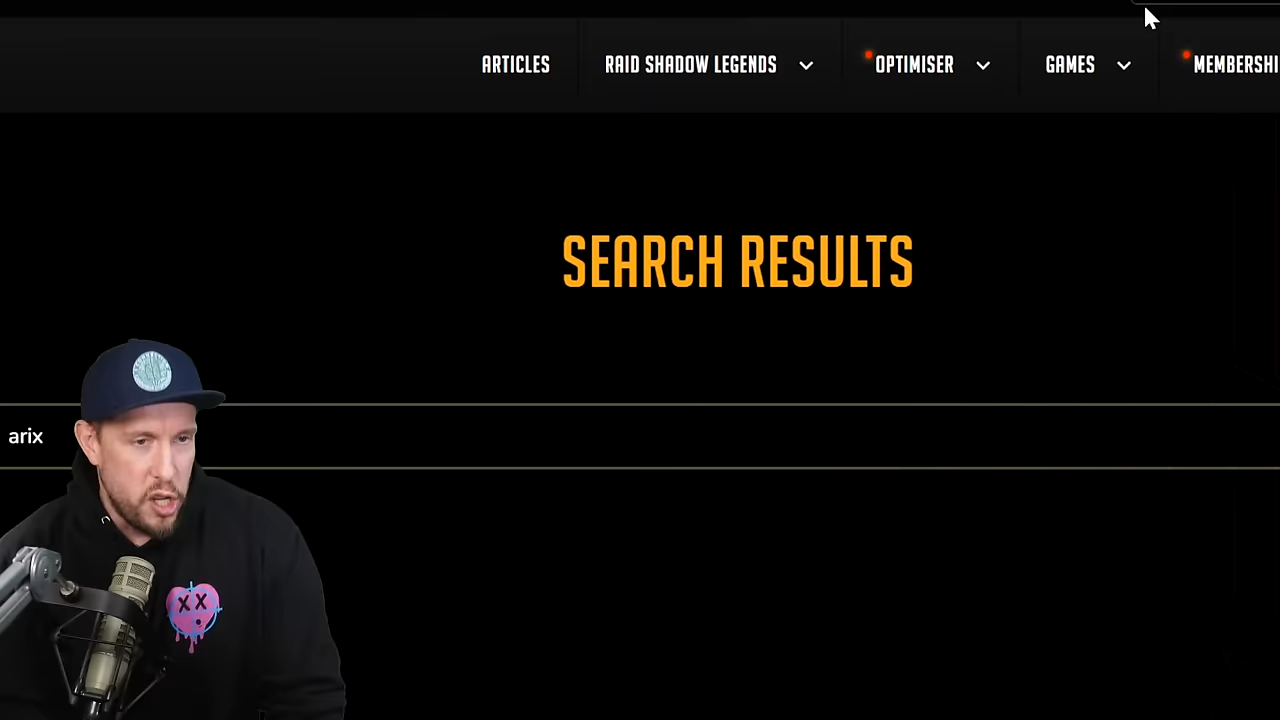 ARTICLES
RAID SHADOW LEGENDS
OPTIMISER
GAMES
MEMBERSHI
SEARCH RESULTS
arix
X X